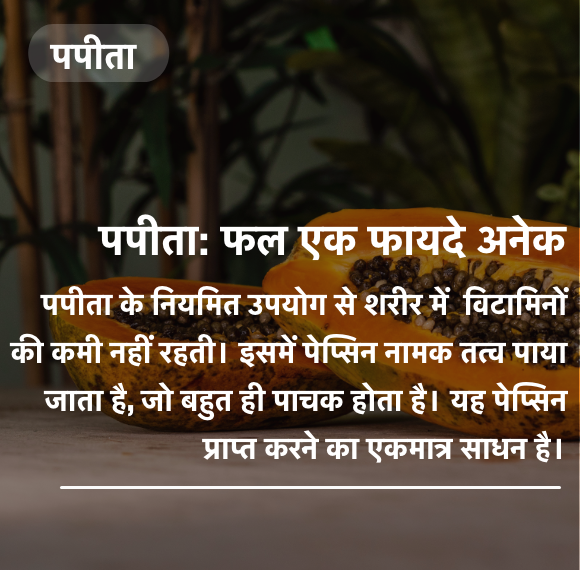 पपीता
पपीता: फल एक फायदे अनेक
पपीता के नियमित उपयोग से शरीर में विटामिनों
की कमी नहीं रहती। इसमें पेप्सिन नामक तत्व पाया
जाता है, जो बहुत ही पाचक होता है। यह पेप्सिन
प्राप्त करने का एकमात्र साधन है।